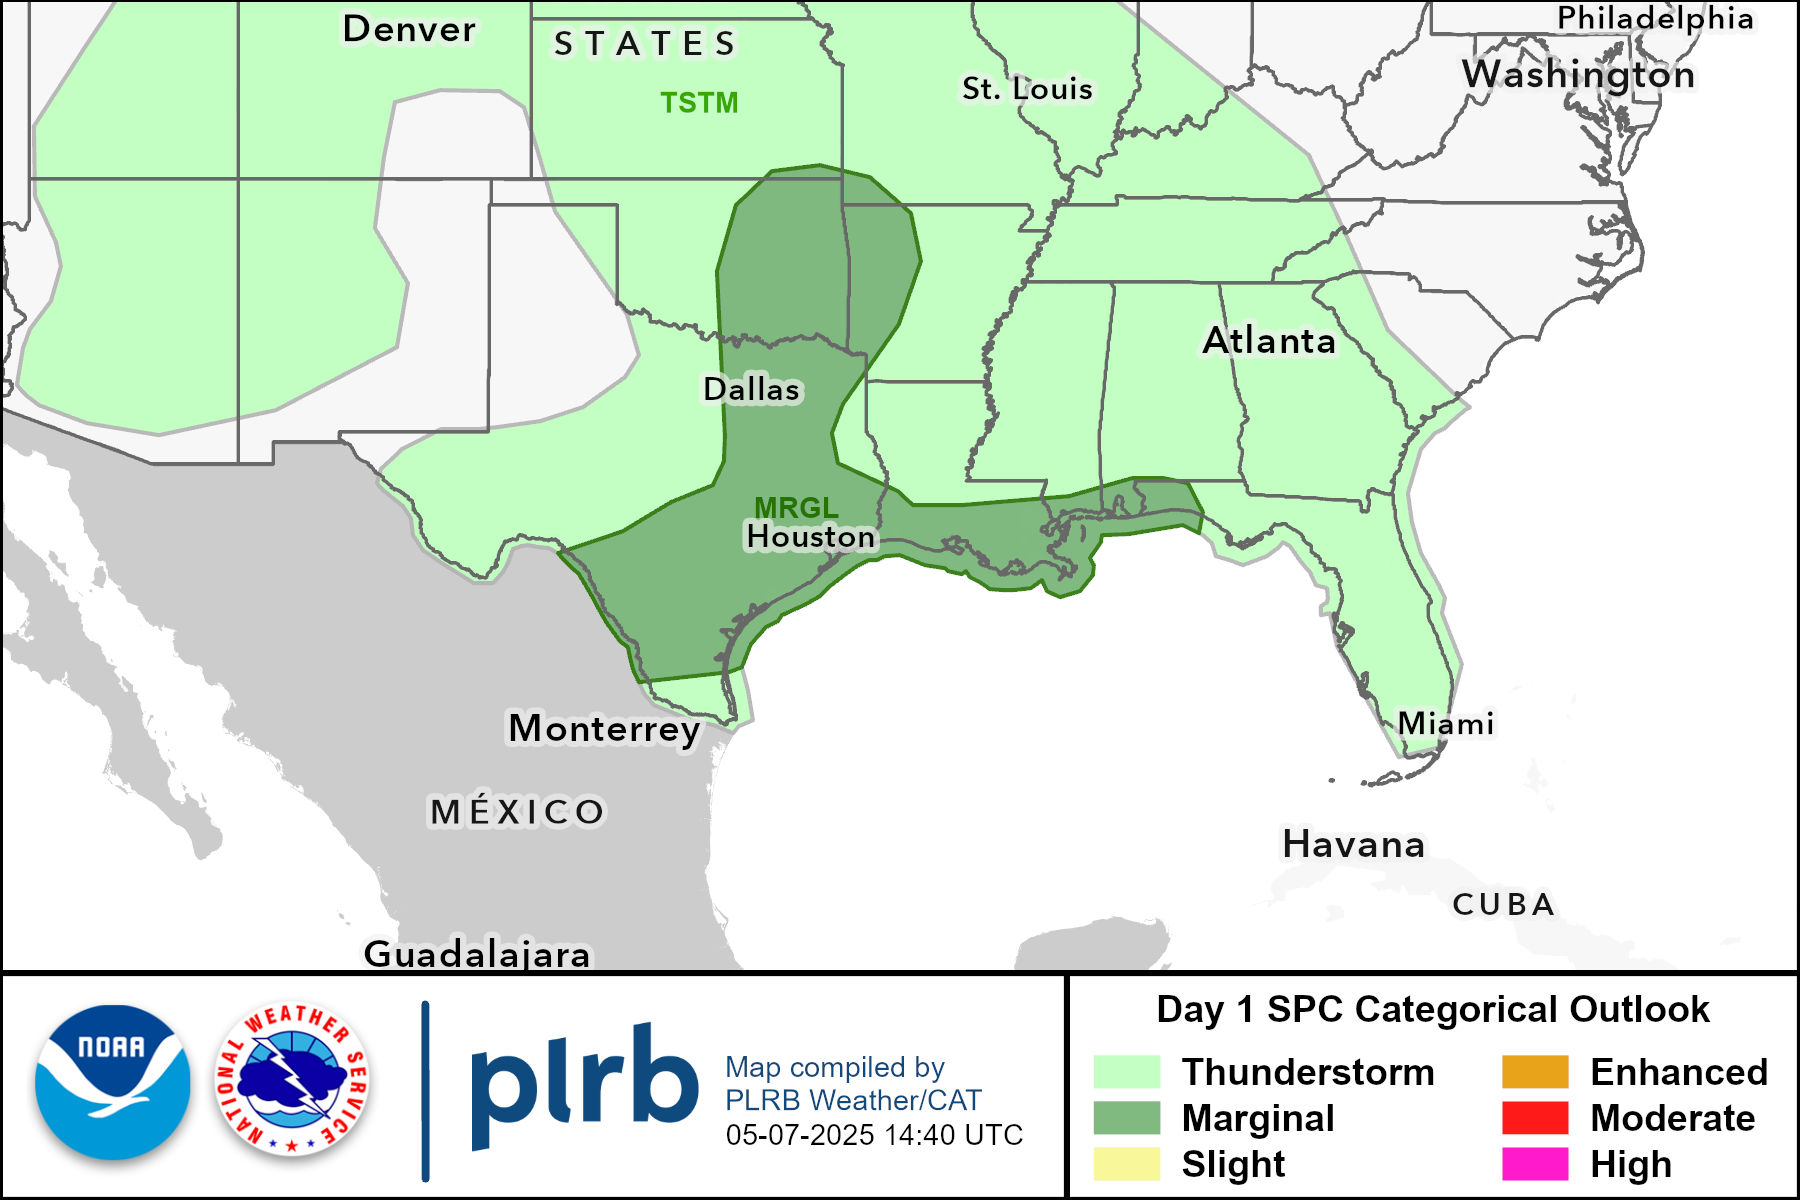 Denver
STATES
Philadelphia
Washington
St. Louis
TSTM
Atlanta
Dallas
MRGL
Houston
Monterrey
Miami
MÉXICO
Havana
CUBA
Guadalajara
NOAA
NATIONAL WEATHER SERVICE
plrb
Map compiled by
PLRB Weather/CAT
05-07-2025 14:40 UTC
Day 1 SPC Categorical Outlook
Thunderstorm
Marginal
Slight
Enhanced
Moderate
High